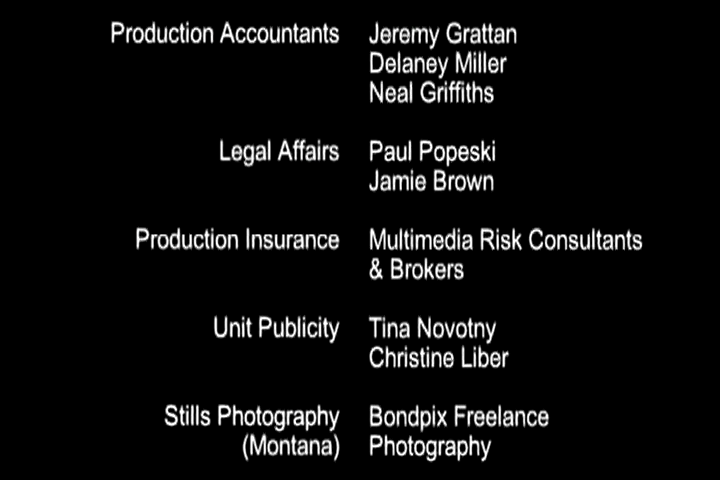 Production Accountants Jeremy Grattan
Delaney Miller
Neal Griffiths
Legal Affairs Paul Popeski
Jamie Brown
Production Insurance Multimedia Risk Consultants
& Brokers
Unit Publicity Tina Novotny
Christine Liber
Stills Photography Bondpix Freelance
(Montana) Photography